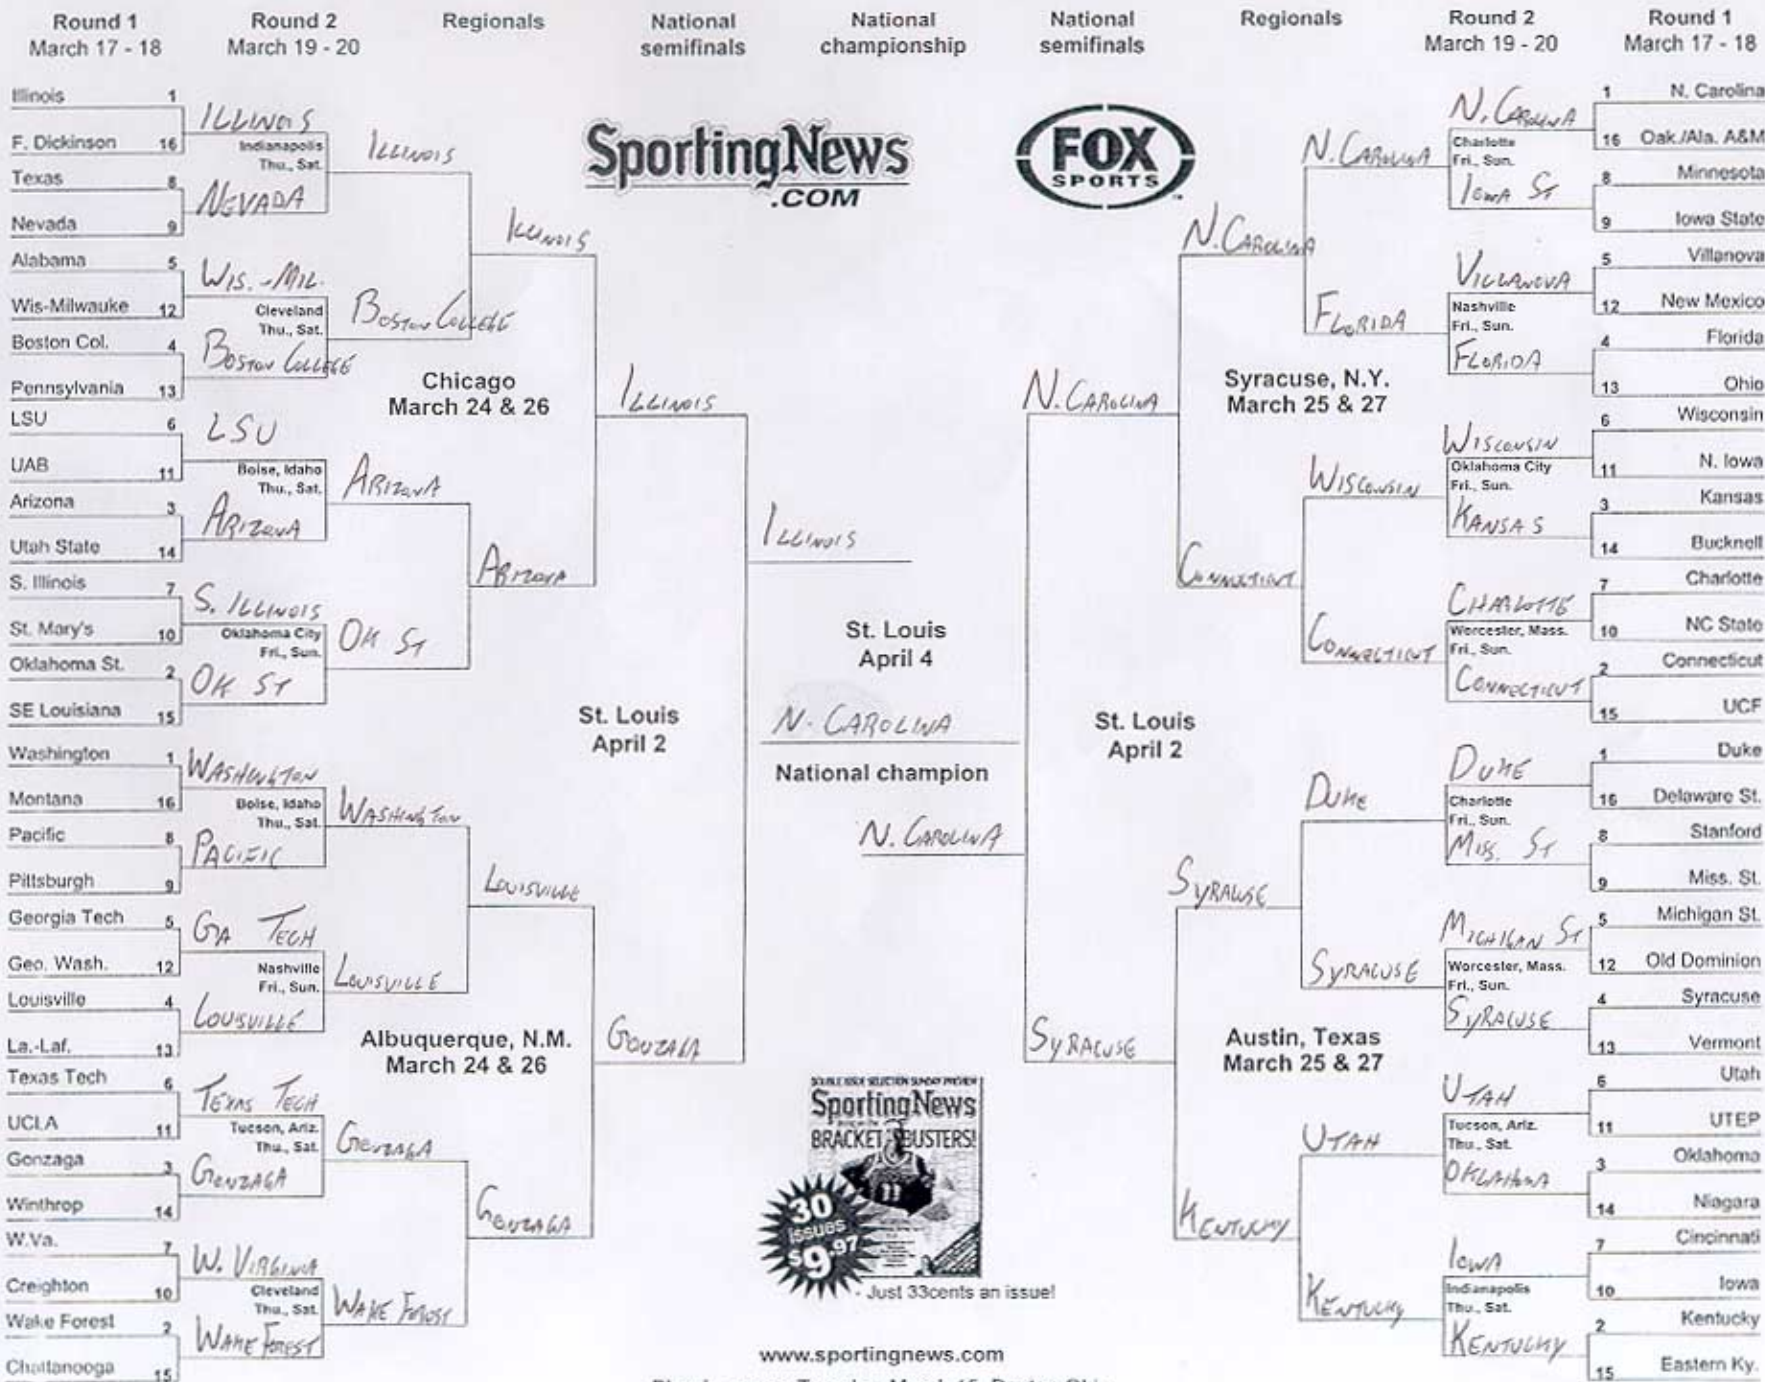 Round 1
March 17 - 18
Round 2
March 19 - 20
Regionals
National
semifinals
National
championship
National
semifinals
Regionals
Round 2
March 19 - 20
Round 1
March 17 - 18
SportingNews
.COM
FOX
SPORTS
Illinois 1
F. Dickinson 16
Texas 8
Nevada 9
Alabama 5
Wis-Milwauke 12
Boston Col. 4
Pennsylvania 13
LSU 6
UAB 11
Arizona 3
Utah State 14
S. Illinois 7
St. Mary's 10
Oklahoma St. 2
SE Louisiana 15
Washington 1
Montana 16
Pacific 8
Pittsburgh 9
Georgia Tech 5
Geo. Wash. 12
Louisville 4
La.-Laf. 13
Texas Tech 6
UCLA 11
Gonzaga 3
Winthrop 14
W.Va. 7
Creighton 10
Wake Forest 2
Chattanooga 15
ILLINOIS
Indianapolis
Thu., Sat.
NEVADA
WIS.-MIL.
Cleveland
Thu., Sat.
BOSTON COLLEGE
LSU
Boise, Idaho
Thu., Sat.
ARIZONA
S. ILLINOIS
Oklahoma City
Fri., Sun.
OK ST
WASHINGTON
Boise, Idaho
Thu., Sat.
PACIFIC
GA TECH
Nashville
Fri., Sun.
LOUISVILLE
TEXAS TECH
Tucson, Ariz.
Thu., Sat.
GONZAGA
W. VIRGINIA
Cleveland
Thu., Sat.
WAKE FOREST
ILLINOIS
BOSTON COLLEGE
Chicago
March 24 & 26
ARIZONA
OK ST
WASHINGTON
LOUISVILLE
Albuquerque, N.M.
March 24 & 26
GONZAGA
WAKE FOREST
ILLINOIS
ARIZONA
LOUISVILLE
GONZAGA
ILLINOIS
St. Louis
April 2
GONZAGA
ILLINOIS
St. Louis
April 4
N. CAROLINA
National champion
N. CAROLINA
N. CAROLINA
St. Louis
April 2
SYRACUSE
N. CAROLINA
CONNECTICUT
SYRACUSE
KENTUCKY
N. CAROLINA
FLORIDA
Syracuse, N.Y.
March 25 & 27
WISCONSIN
CONNECTICUT
DUKE
SYRACUSE
Austin, Texas
March 25 & 27
UTAH
KENTUCKY
N. CAROLINA
Charlotte
Fri., Sun.
IOWA ST
VILLANOVA
Nashville
Fri., Sun.
FLORIDA
WISCONSIN
Oklahoma City
Fri., Sun.
KANSAS
CHARLOTTE
Worcester, Mass.
Fri., Sun.
CONNECTICUT
DUKE
Charlotte
Fri., Sun.
MISS. ST
MICHIGAN ST
Worcester, Mass.
Fri., Sun.
SYRACUSE
UTAH
Tucson, Ariz.
Thu., Sat.
OKLAHOMA
IOWA
Indianapolis
Thu., Sat.
KENTUCKY
1 N. Carolina
16 Oak./Ala. A&M
8 Minnesota
9 Iowa State
5 Villanova
12 New Mexico
4 Florida
13 Ohio
6 Wisconsin
11 N. Iowa
3 Kansas
14 Bucknell
7 Charlotte
10 NC State
2 Connecticut
15 UCF
1 Duke
16 Delaware St.
8 Stanford
9 Miss. St.
5 Michigan St.
12 Old Dominion
4 Syracuse
13 Vermont
6 Utah
11 UTEP
3 Oklahoma
14 Niagara
7 Cincinnati
10 Iowa
2 Kentucky
15 Eastern Ky.
DOUBLE ISSUE SELECTION SUNDAY PREVIEW
SportingNews
BRACKET BUSTERS!
11
30
issues
$9.97
Just 33cents an issue!
www.sportingnews.com